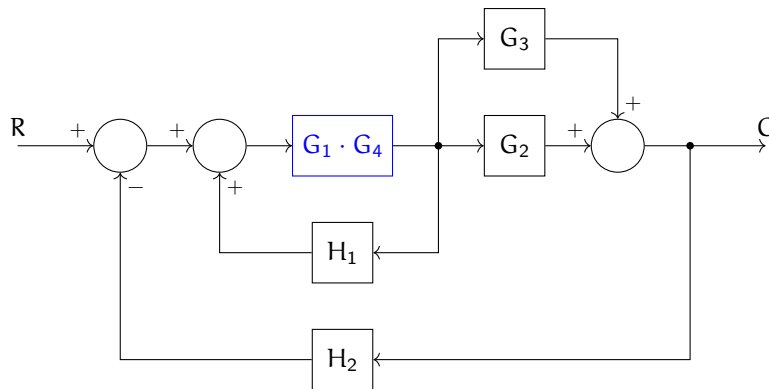 G₃
R
+
+
G₁ · G₄
G₂
+
+
C
−
+
H₁
H₂